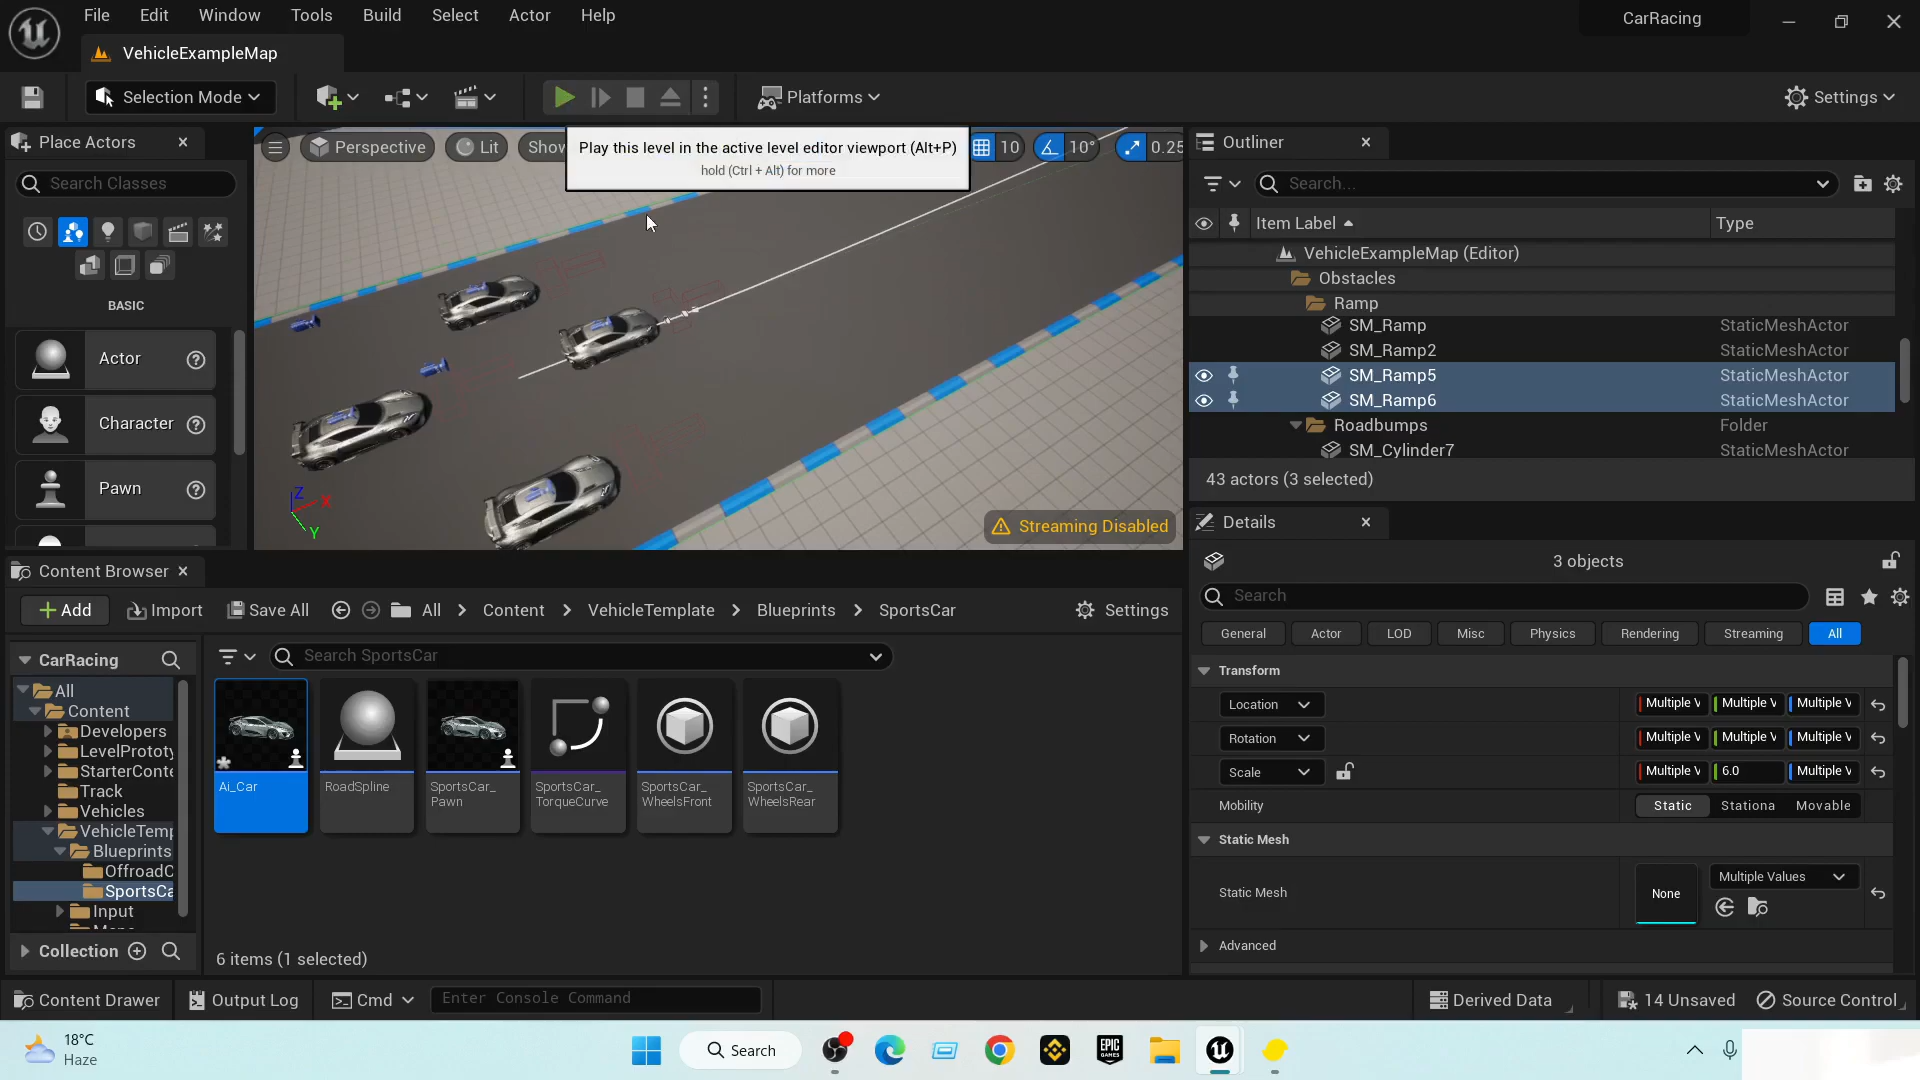 File Edit Window Tools Build Select Actor Help
CarRacing
VehicleExampleMap
Selection Mode
Platforms
Settings
Place Actors
Search Classes
BASIC
Actor
Character
Pawn
Perspective
Lit
Show
Play this level in the active level editor viewport (Alt+P)
hold (Ctrl + Alt) for more
10
10°
0.25
Z
X
Y
Streaming Disabled
Outliner
Search...
Item Label Type
VehicleExampleMap (Editor)
Obstacles
Ramp
SM_Ramp StaticMeshActor
SM_Ramp2 StaticMeshActor
SM_Ramp5 StaticMeshActor
SM_Ramp6 StaticMeshActor
Roadbumps Folder
SM_Cylinder7 StaticMeshActor
43 actors (3 selected)
Details
3 objects
Search
General Actor LOD Misc Physics Rendering Streaming All
Transform
Location Multiple V Multiple V Multiple V
Rotation Multiple V Multiple V Multiple V
Scale Multiple V 6.0 Multiple V
Mobility Static Stationa Movable
Static Mesh
Static Mesh None Multiple Values
Advanced
Content Browser
Add Import Save All All > Content > VehicleTemplate > Blueprints > SportsCar Settings
CarRacing
All
Content
Developers
LevelPrototy
StarterConte
Track
Vehicles
VehicleTemp
Blueprints
OffroadC
SportsCa
Input
Collection
Search SportsCar
Ai_Car
RoadSpline
SportsCar_
Pawn
SportsCar_
TorqueCurve
SportsCar_
WheelsFront
SportsCar_
WheelsRear
6 items (1 selected)
Content Drawer Output Log Cmd Enter Console Command Derived Data 14 Unsaved Source Control
18°C
Haze
Search
EPIC
GAMES